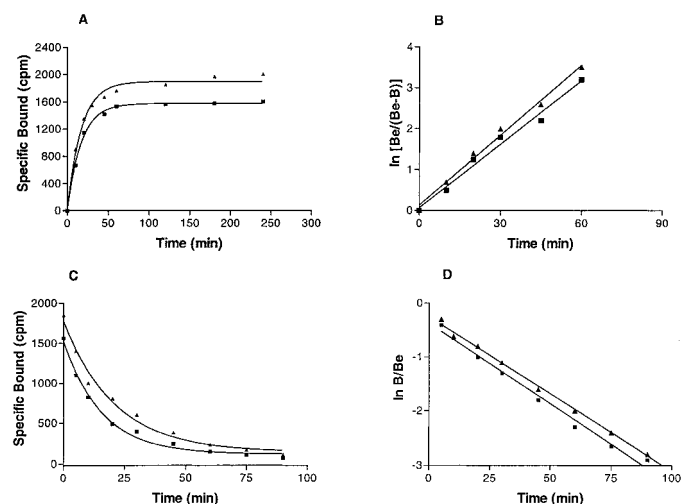 A
Specific Bound (cpm)
2400
2000
1600
1200
800
400
0
0 50 100 150 200 250 300
Time (min)
B
ln [Be/(Be-B)]
4
3
2
1
0
0 30 60 90
Time (min)
C
Specific Bound (cpm)
2000
1500
1000
500
0
0 25 50 75 100
Time (min)
D
ln B/Be
-0
-1
-2
-3
0 25 50 75 100
Time (min)